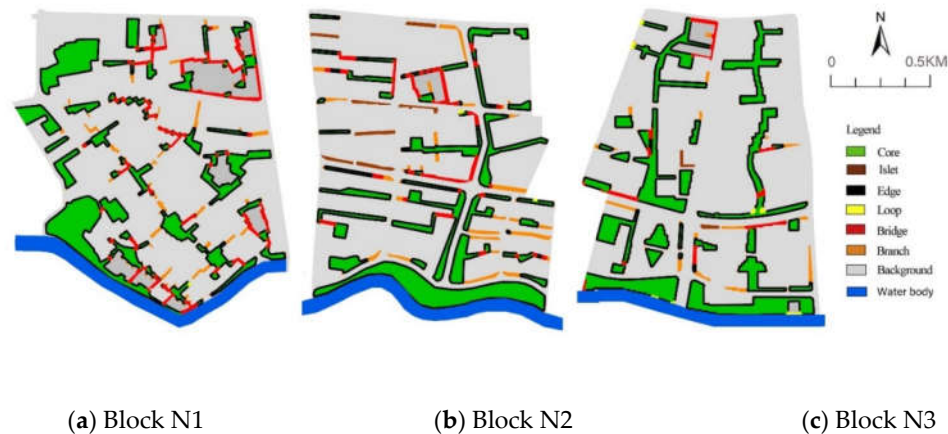 N
0 0.5KM
Legend
Core
Islet
Edge
Loop
Bridge
Branch
Background
Water body
(a) Block N1 (b) Block N2 (c) Block N3